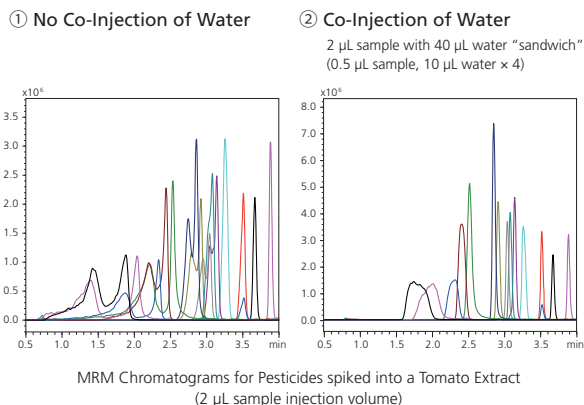 ① No Co-Injection of Water
② Co-Injection of Water
2 µL sample with 40 µL water “sandwich”
(0.5 µL sample, 10 µL water × 4)
x10⁶
3.5
3.0
2.5
2.0
1.5
1.0
0.5
0.0
0.5 1.0 1.5 2.0 2.5 3.0 3.5 min
x10⁶
8.0
7.0
6.0
5.0
4.0
3.0
2.0
1.0
0.0
0.5 1.0 1.5 2.0 2.5 3.0 3.5 min
MRM Chromatograms for Pesticides spiked into a Tomato Extract
(2 µL sample injection volume)